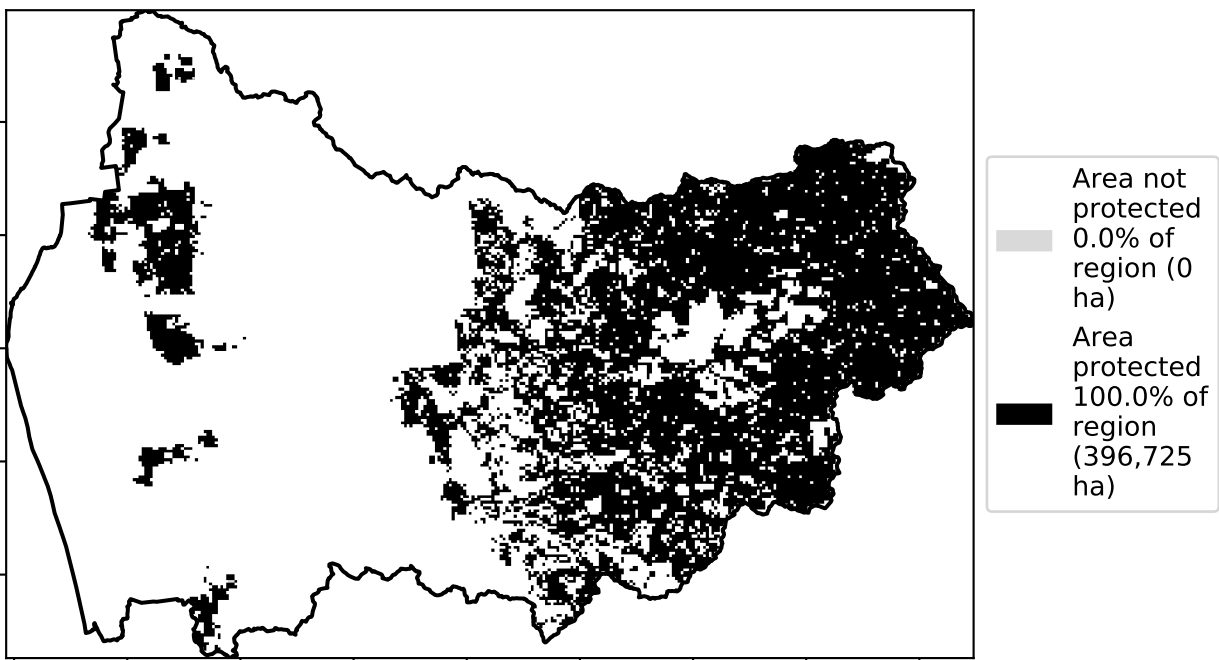 Area not
protected
0.0% of
region (0
ha)
Area
protected
100.0% of
region
(396,725
ha)